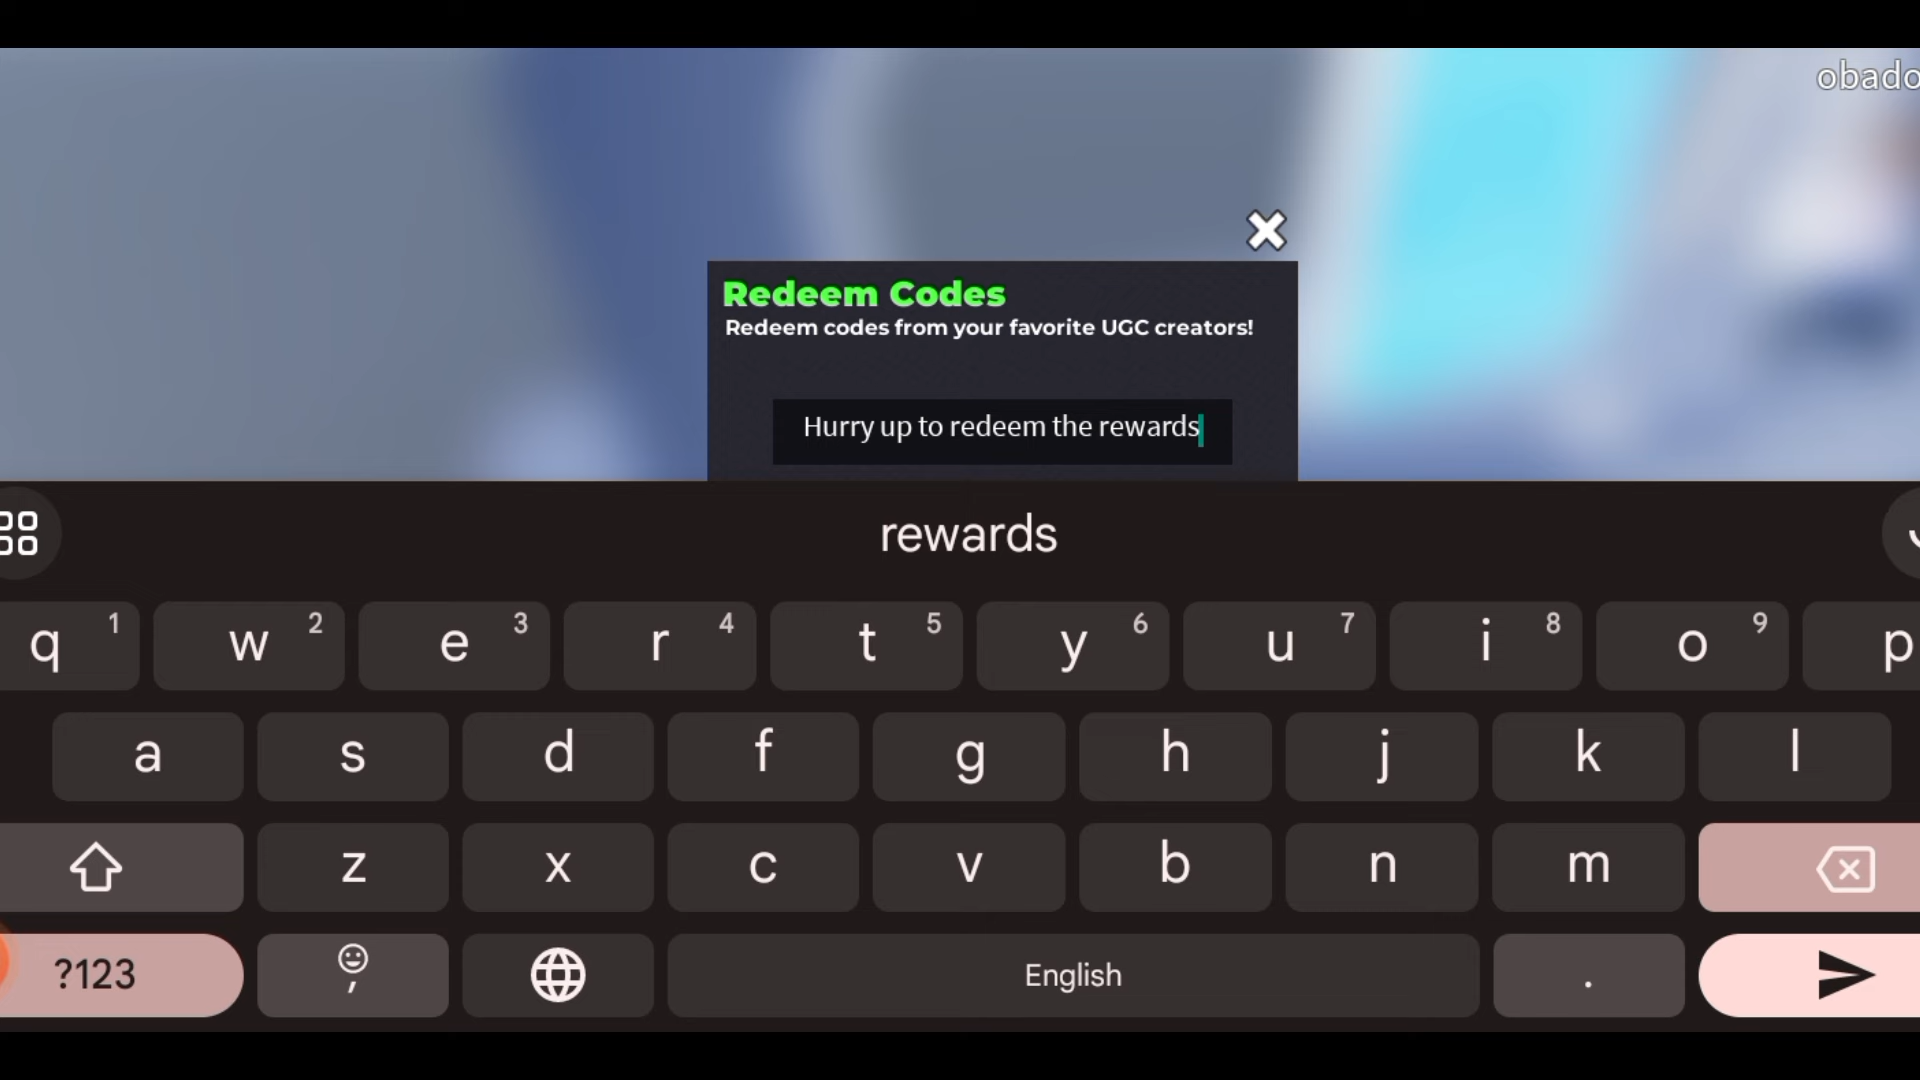 obado
Redeem Codes
Redeem codes from your favorite UGC creators!
Hurry up to redeem the rewards
rewards
q 1 w 2 e 3 r 4 t 5 y 6 u 7 i 8 o 9 p
a s d f g h j k l
z x c v b n m
?123 , English .